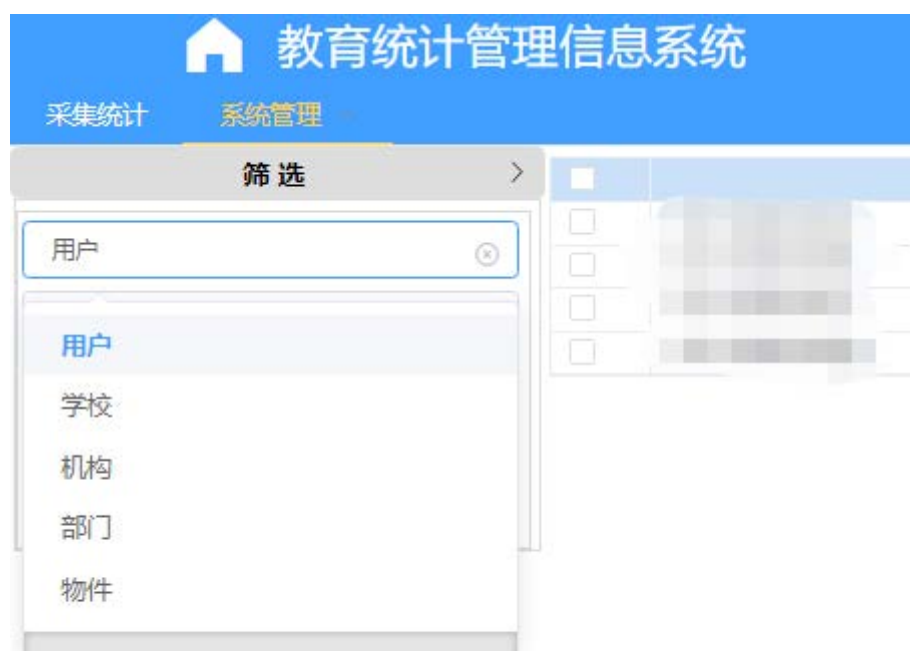 教育统计管理信息系统
采集统计 系统管理
筛 选
用户
用户
学校
机构
部门
物件